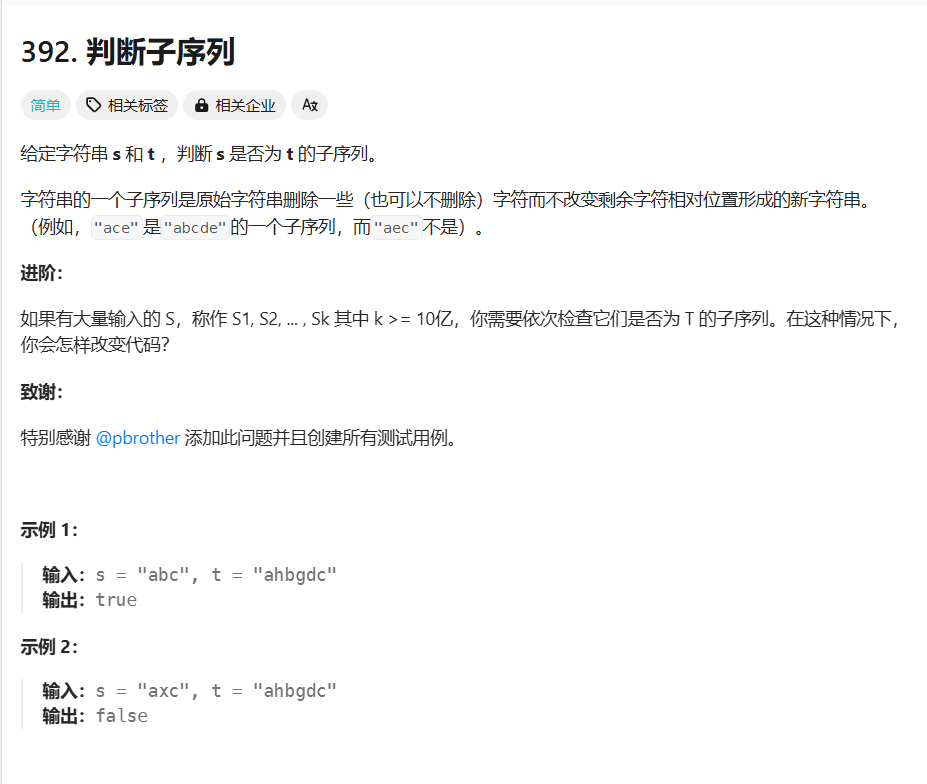 392. 判断子序列
简单 相关标签 相关企业 Aあ
给定字符串 s 和 t ，判断 s 是否为 t 的子序列。
字符串的一个子序列是原始字符串删除一些（也可以不删除）字符而不改变剩余字符相对位置形成的新字符串。
（例如，"ace"是"abcde"的一个子序列，而"aec"不是）。
进阶：
如果有大量输入的 S，称作 S1, S2, ... , Sk 其中 k >= 10亿，你需要依次检查它们是否为 T 的子序列。在这种情况下，
你会怎样改变代码？
致谢：
特别感谢 @pbrother 添加此问题并且创建所有测试用例。
示例 1：
输入：s = "abc", t = "ahbgdc"
输出：true
示例 2：
输入：s = "axc", t = "ahbgdc"
输出：false